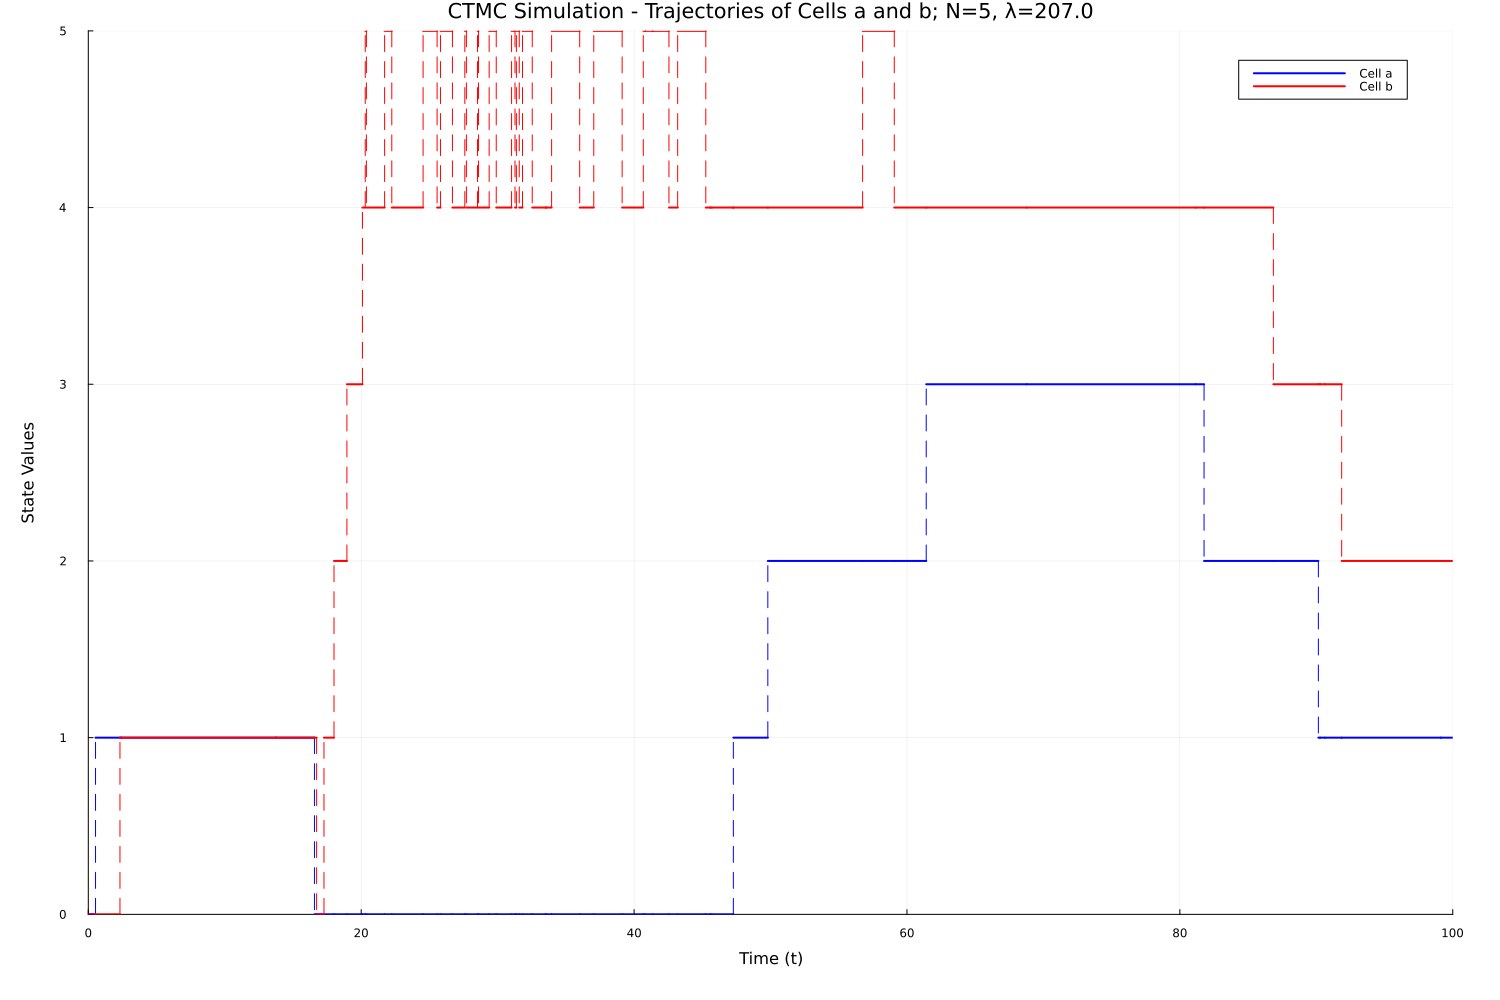 CTMC Simulation - Trajectories of Cells a and b; N=5, λ=207.0
5
Cell a
Cell b
4
3
State Values
2
1
0
0 20 40 60 80 100
Time (t)